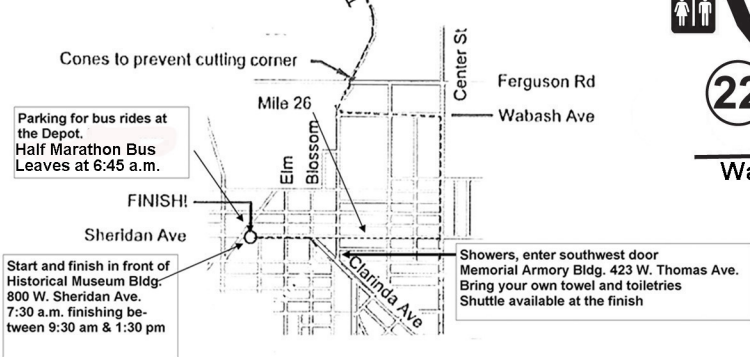 Cones to prevent cutting corner
Center St
Ferguson Rd
Mile 26
Wabash Ave
22
Parking for bus rides at
the Depot.
Half Marathon Bus
Leaves at 6:45 a.m.
Elm
Blossom
Wa
FINISH!
Sheridan Ave
Start and finish in front of
Historical Museum Bldg.
800 W. Sheridan Ave.
7:30 a.m. finishing be-
tween 9:30 am & 1:30 pm
Clarinda Ave
Showers, enter southwest door
Memorial Armory Bldg. 423 W. Thomas Ave.
Bring your own towel and toiletries
Shuttle available at the finish